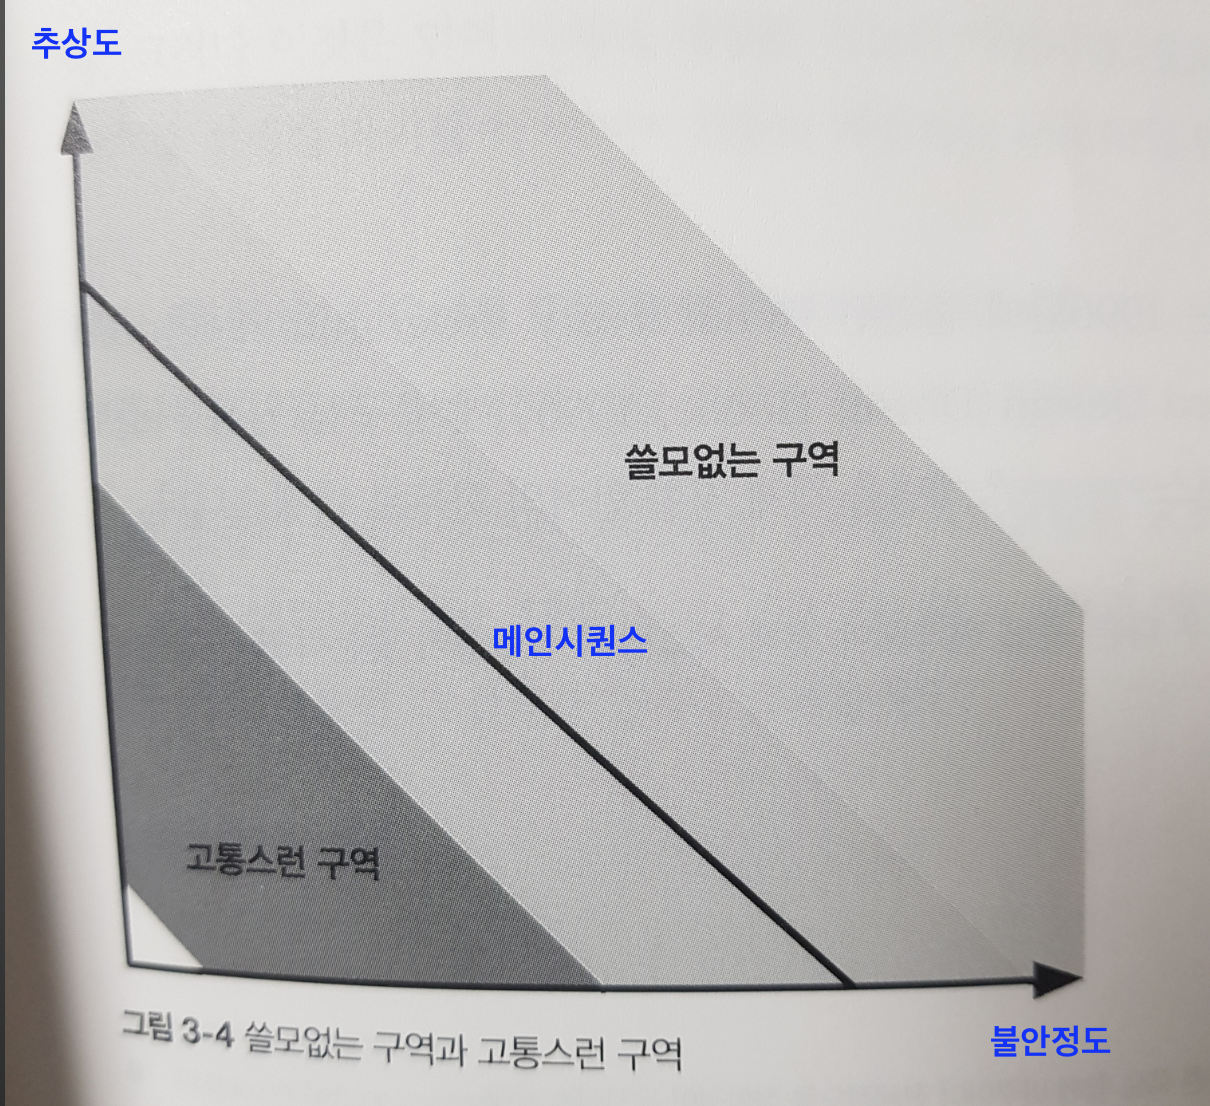 추상도
쓸모없는 구역
메인시퀀스
고통스런 구역
그림 3-4 쓸모없는 구역과 고통스런 구역
불안정도